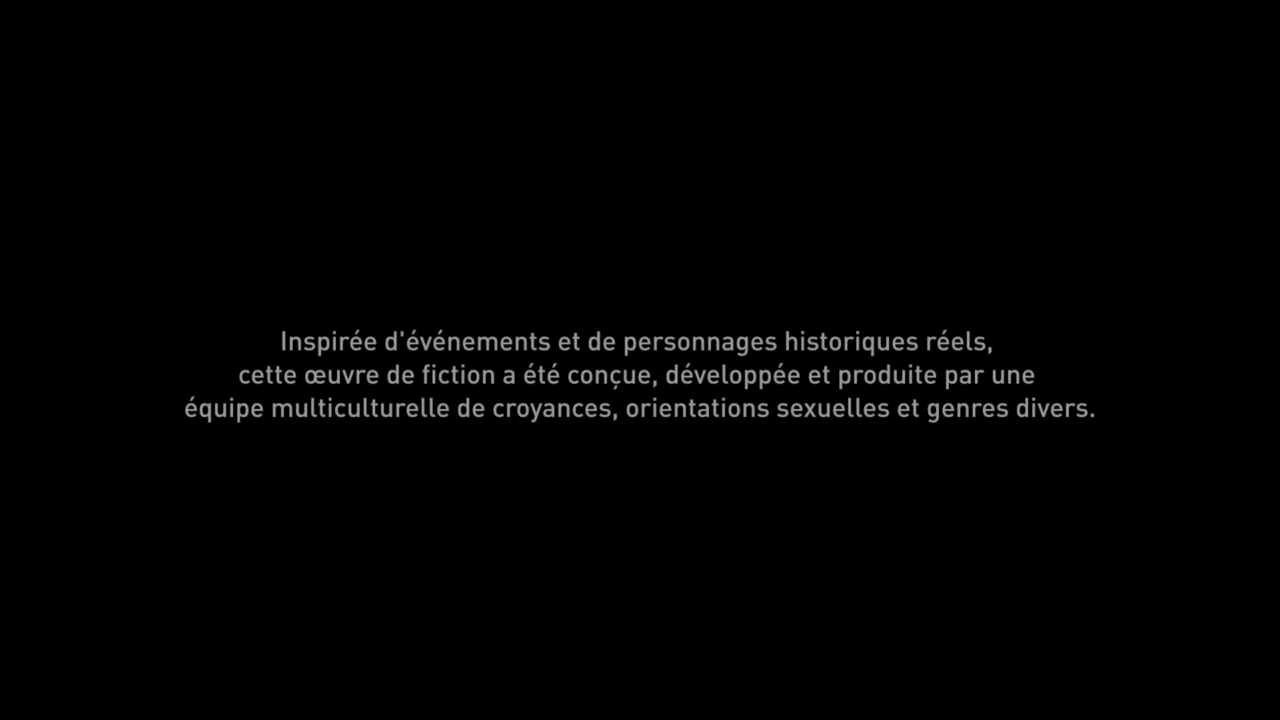 Inspirée d'événements et de personnages historiques réels,
cette œuvre de fiction a été conçue, développée et produite par une
équipe multiculturelle de croyances, orientations sexuelles et genres divers.